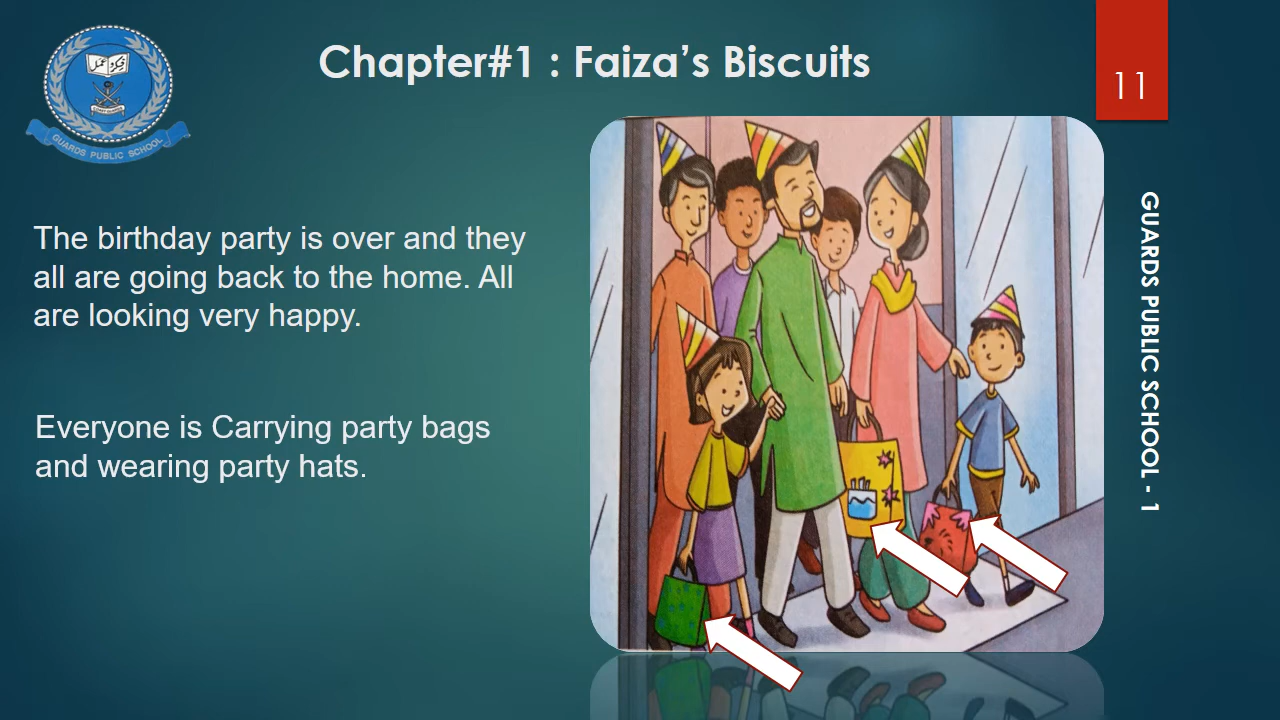 Chapter#1 : Faiza’s Biscuits
11
GUARDS PUBLIC SCHOOL
The birthday party is over and they
all are going back to the home. All
are looking very happy.
Everyone is Carrying party bags
and wearing party hats.
GUARDS PUBLIC SCHOOL - 1